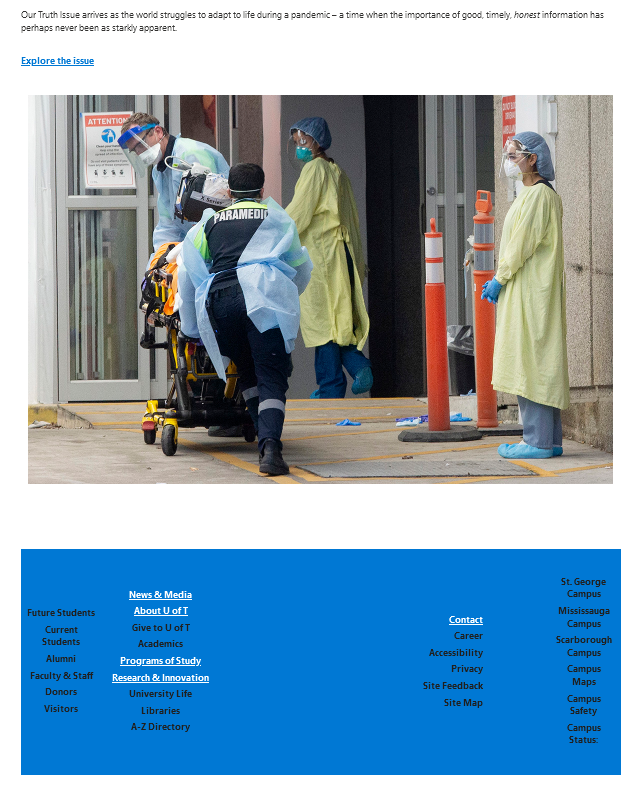 Our Truth Issue arrives as the world struggles to adapt to life during a pandemic – a time when the importance of good, timely, honest information has
perhaps never been as starkly apparent.
Explore the issue
ATTENTION
PARAMEDIC
Future Students
Current
Students
Alumni
Faculty & Staff
Donors
Visitors
News & Media
About U of T
Give to U of T
Academics
Programs of Study
Research & Innovation
University Life
Libraries
A-Z Directory
Contact
Career
Accessibility
Privacy
Site Feedback
Site Map
St. George
Campus
Mississauga
Campus
Scarborough
Campus
Campus
Maps
Campus
Safety
Campus
Status: